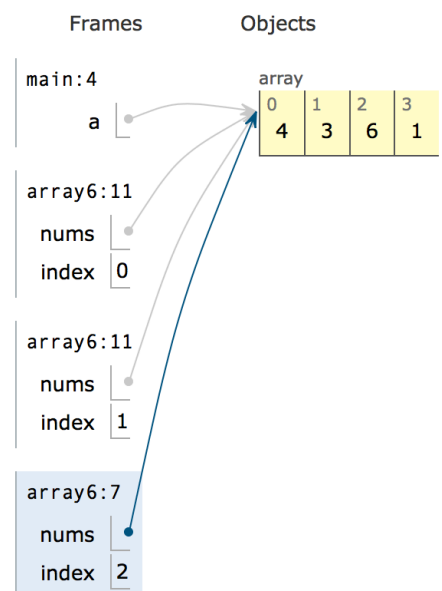 Frames Objects
main:4
a
array
0 1 2 3
4 3 6 1
array6:11
nums
index 0
array6:11
nums
index 1
array6:7
nums
index 2